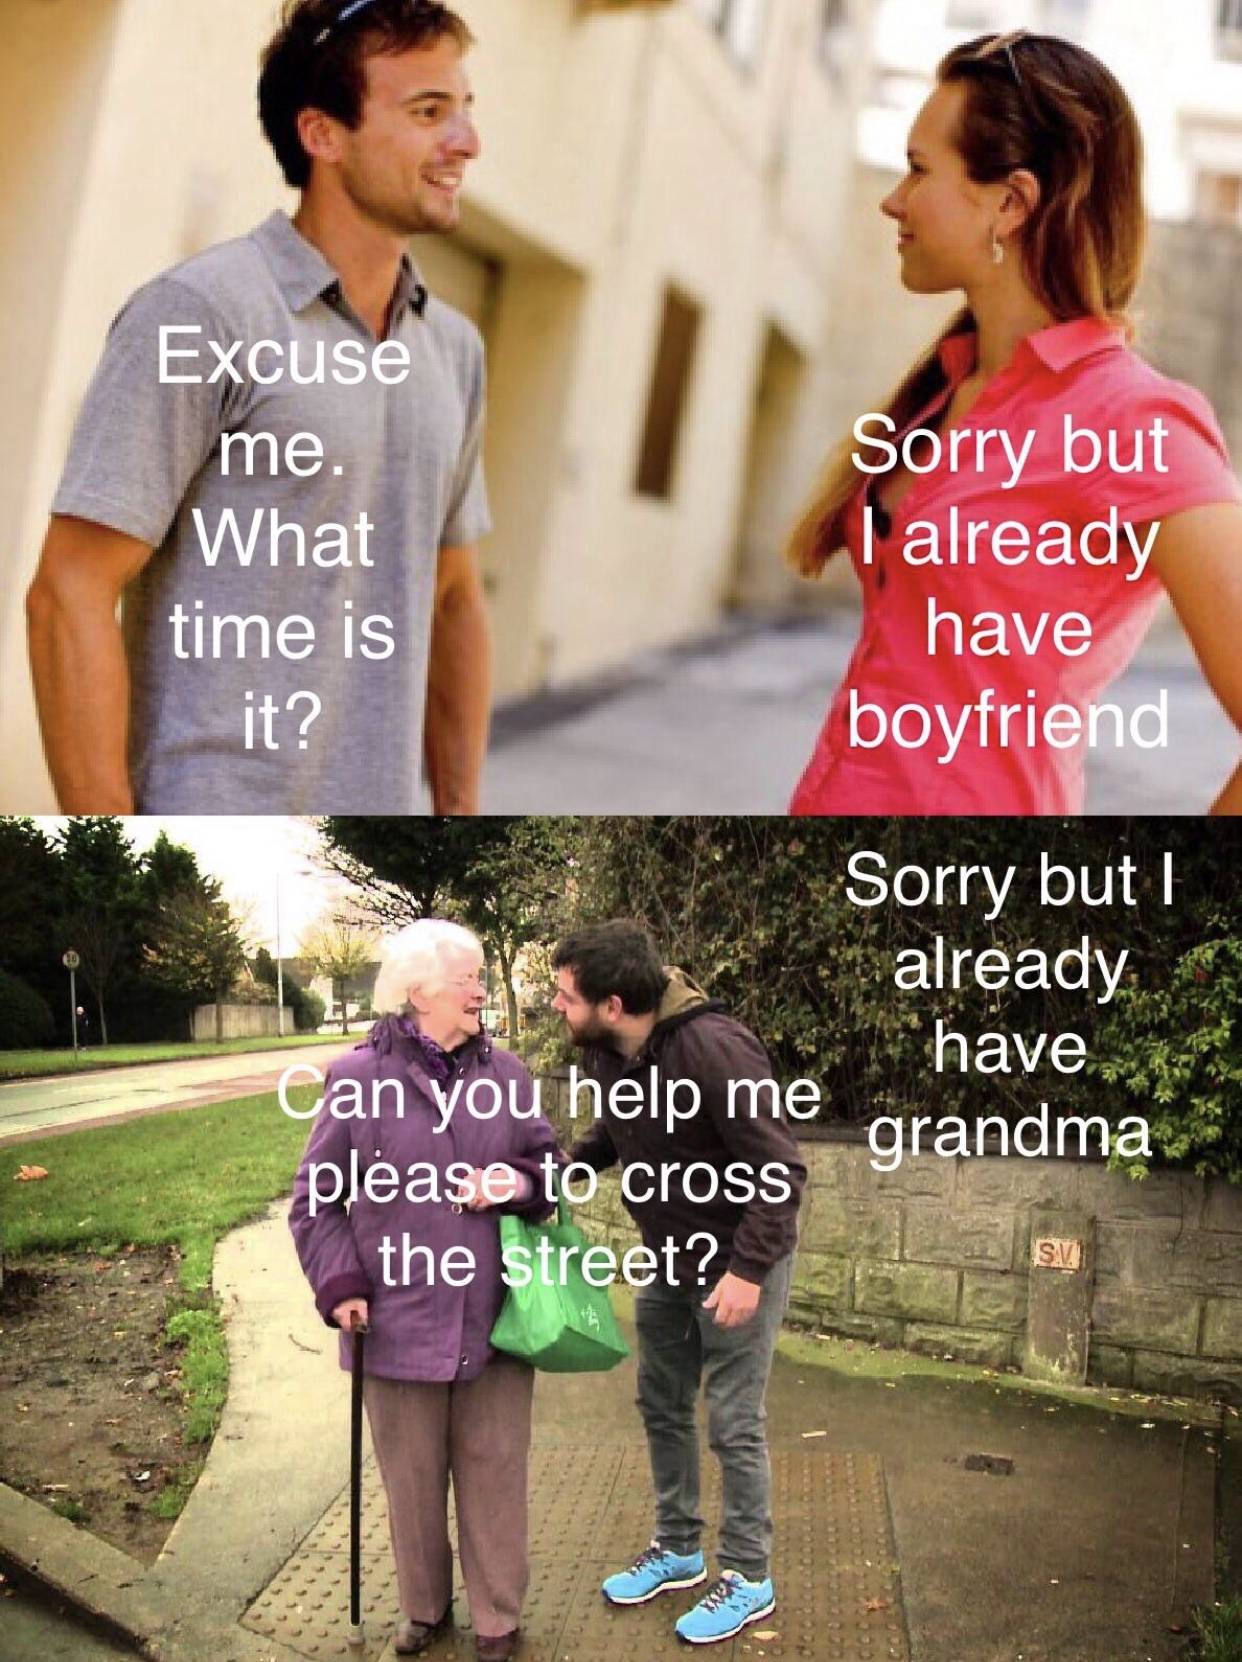 Excuse
me.
What
time is
it?
Sorry but
I already
have
boyfriend
Sorry but I
already
have
grandma
Can you help me
please to cross
the street?
SV